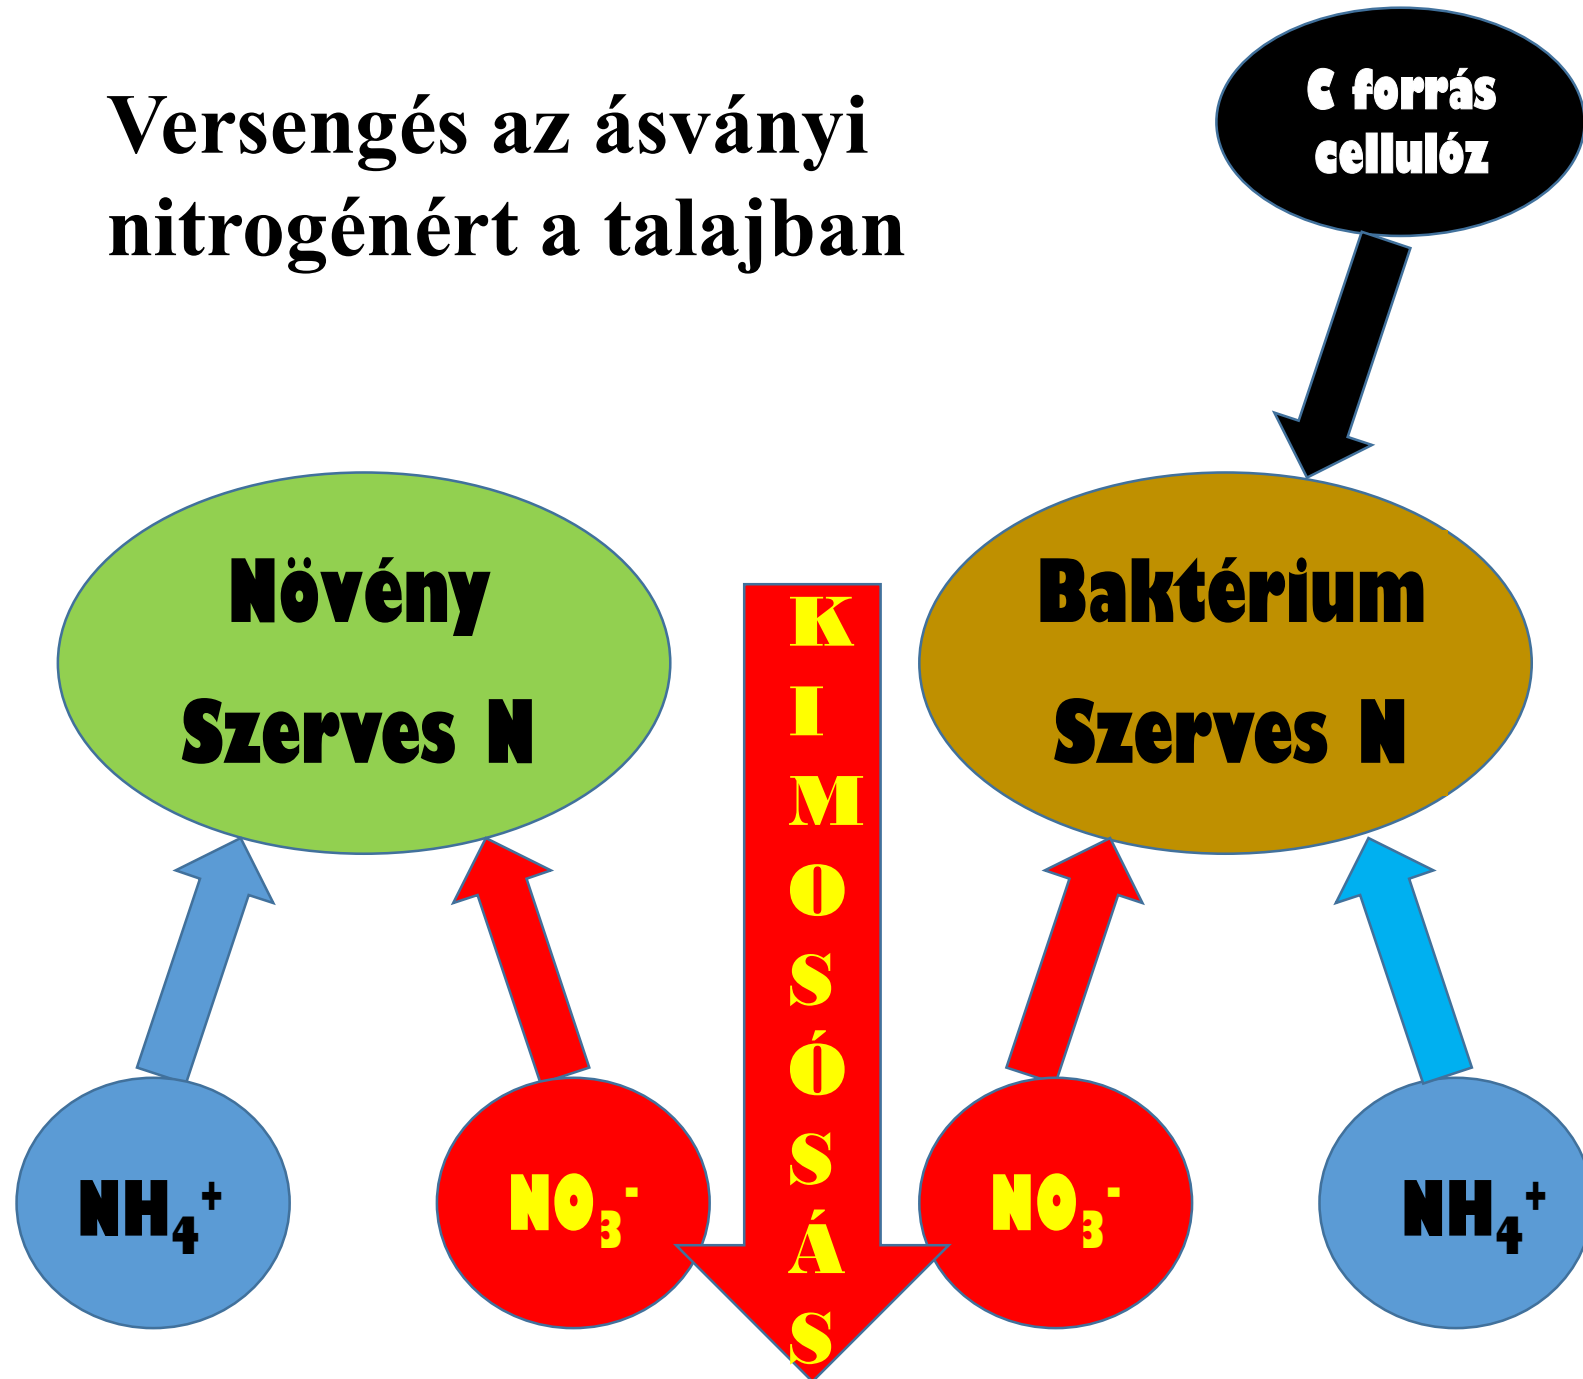 Versengés az ásványi
nitrogénért a talajban
C forrás
cellulóz
Növény
Szerves N
Baktérium
Szerves N
KIMOSÓSÁS
NH₄⁺
NO₃⁻
NO₃⁻
NH₄⁺